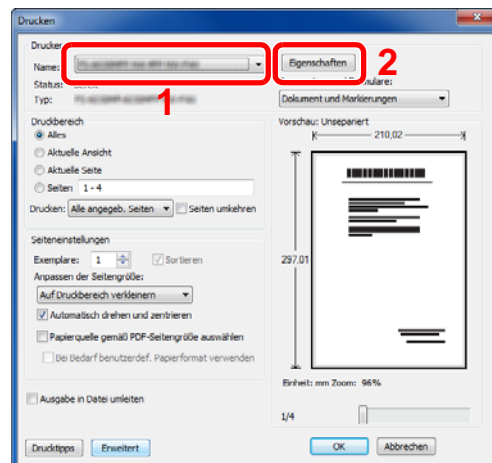 Drucken
Drucker
Name:
Eigenschaften
2
Status:
Formulare:
Typ:
1
Dokument und Markierungen
Druckbereich
Vorschau: Unsepariert
Alles
210,02
Aktuelle Ansicht
Aktuelle Seite
Seiten 1 - 4
Drucken: Alle angegeb. Seiten Seiten umkehren
Seiteneinstellungen
Exemplare: 1 Sortieren
297,01
Anpassen der Seitengröße:
Auf Druckbereich verkleinern
Automatisch drehen und zentrieren
Papierquelle gemäß PDF-Seitengröße auswählen
Bei Bedarf benutzerdef. Papierformat verwenden
Einheit: mm Zoom: 96%
Ausgabe in Datei umleiten
1/4
Drucktipps Erweitert OK Abbrechen